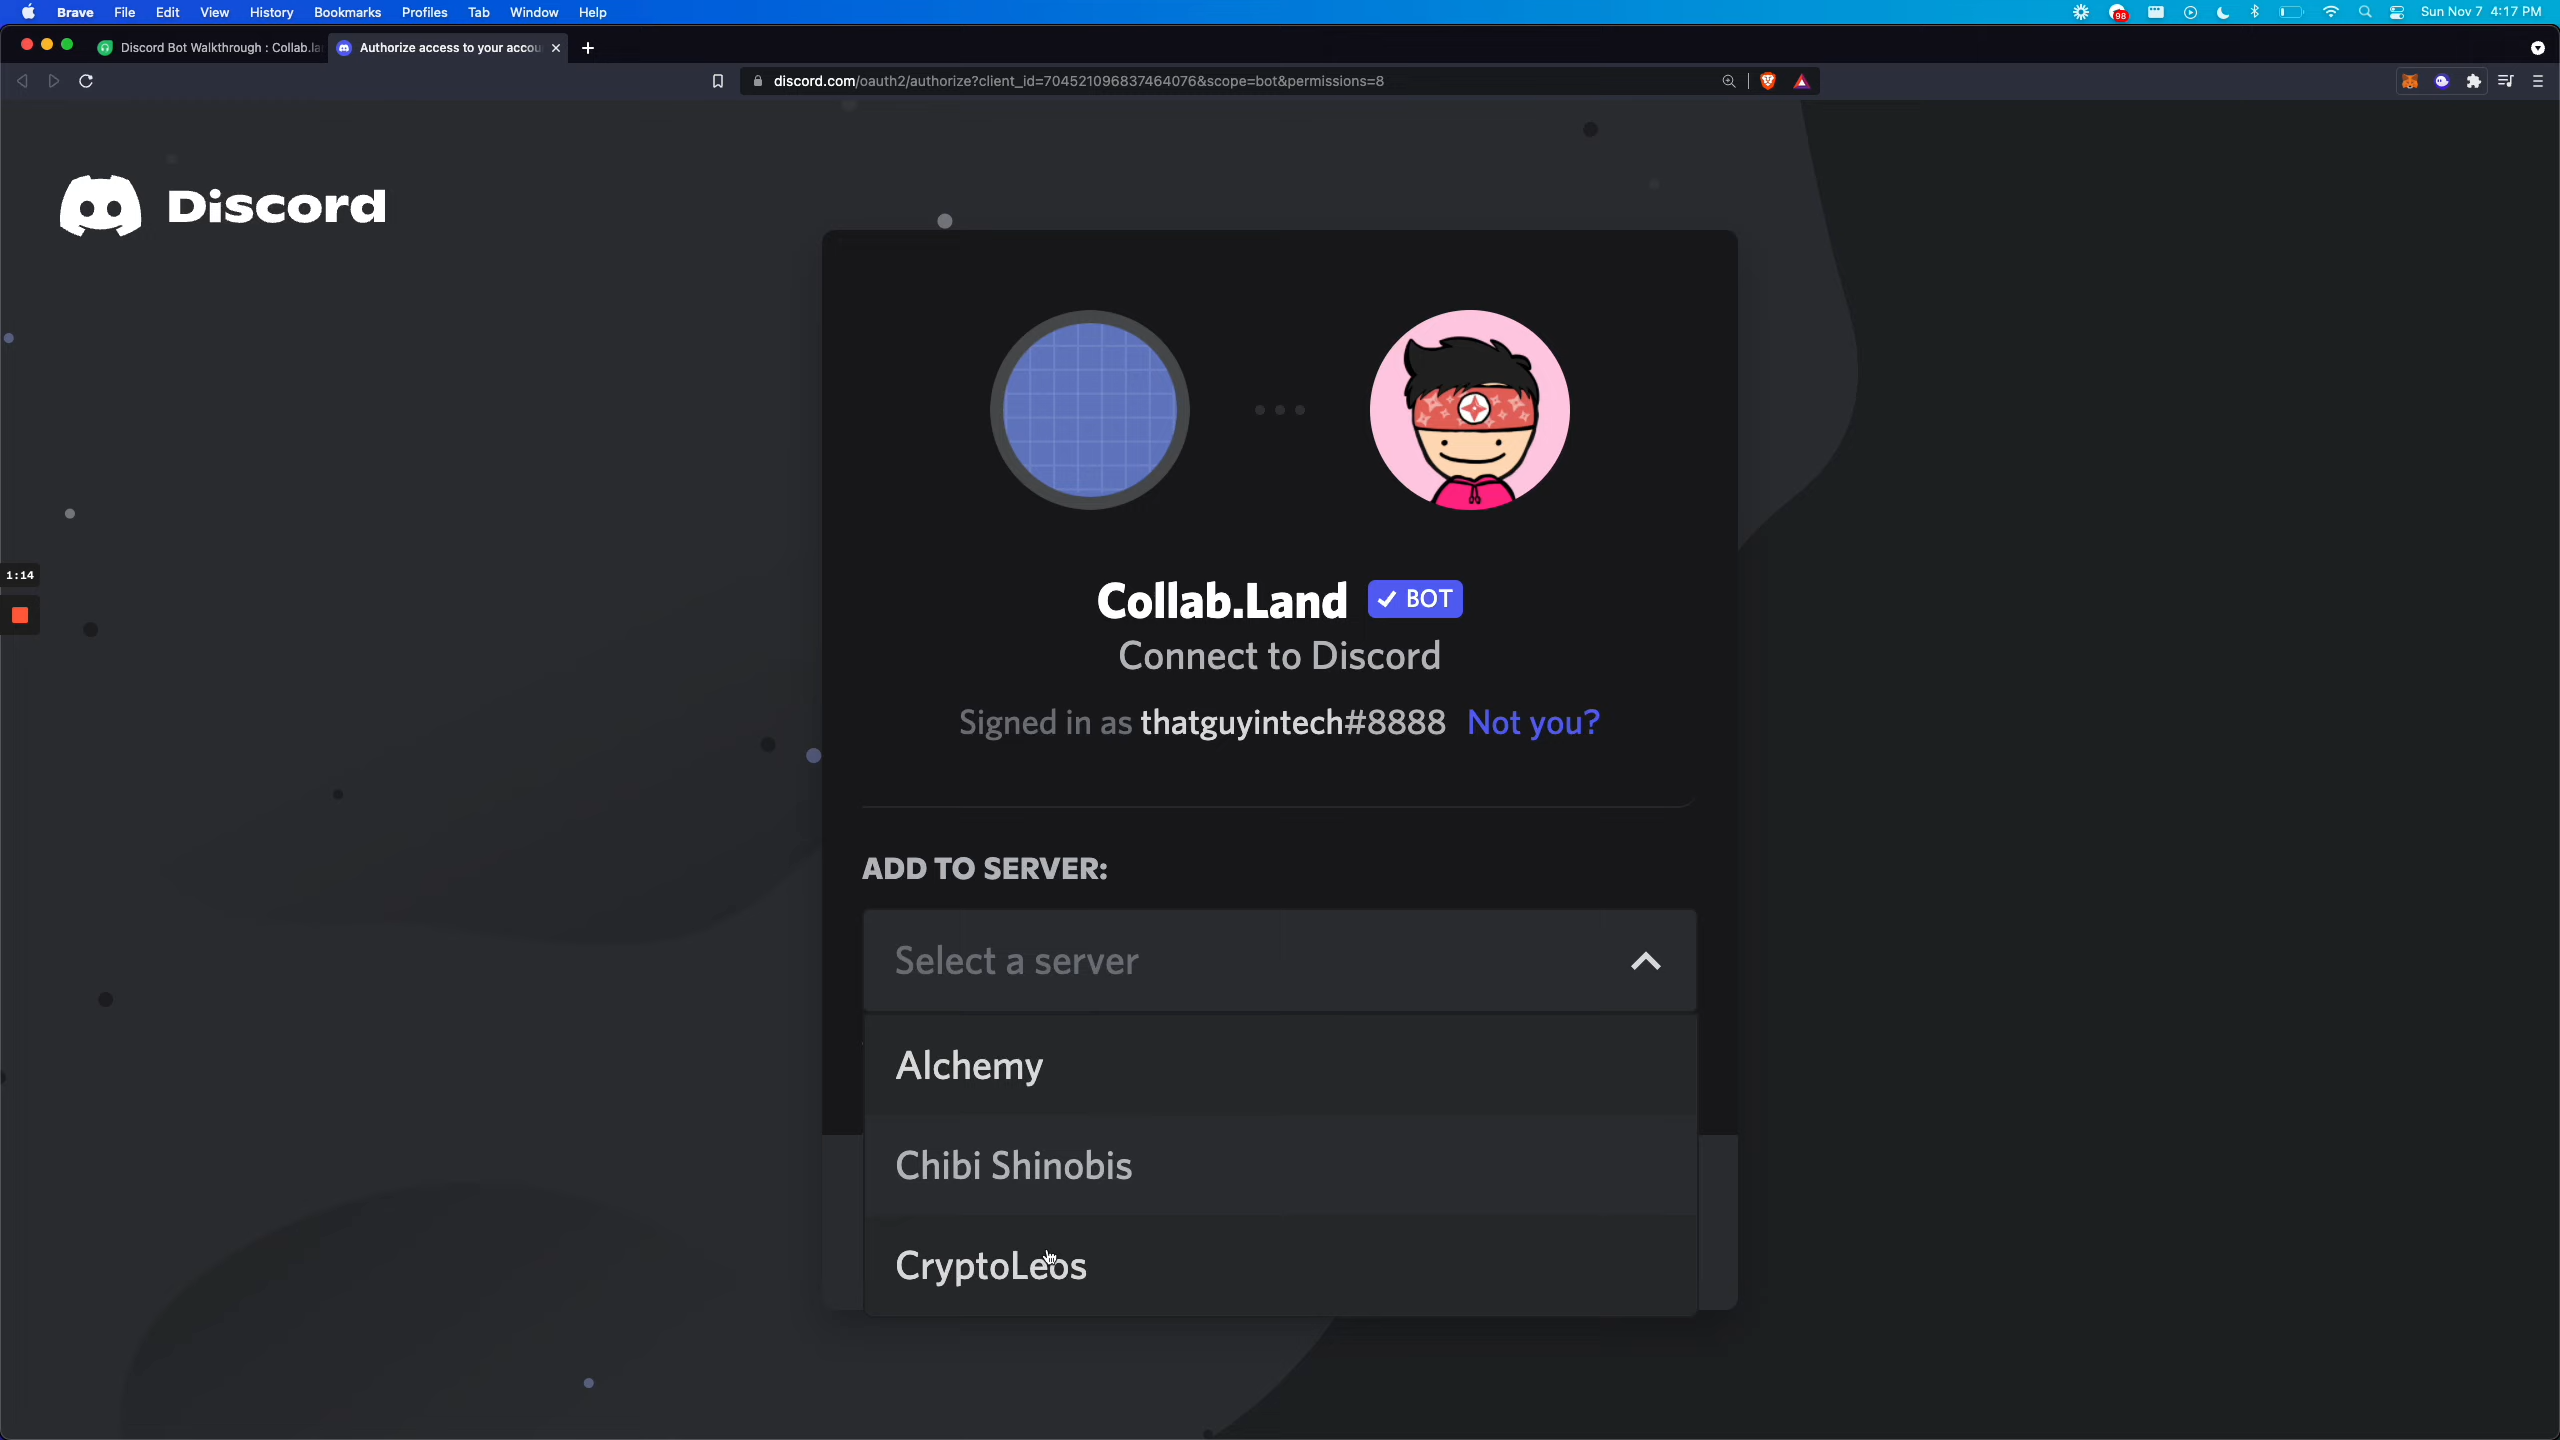 Brave File Edit View History Bookmarks Profiles Tab Window Help 98 Sun Nov 7 4:17 PM
Discord Bot Walkthrough : Collab.la Authorize access to your accou
discord.com/oauth2/authorize?client_id=704521096837464076&scope=bot&permissions=8
Discord
1:14
Collab.Land BOT
Connect to Discord
Signed in as thatguyintech#8888 Not you?
ADD TO SERVER:
Select a server
Alchemy
Chibi Shinobis
CryptoLeos